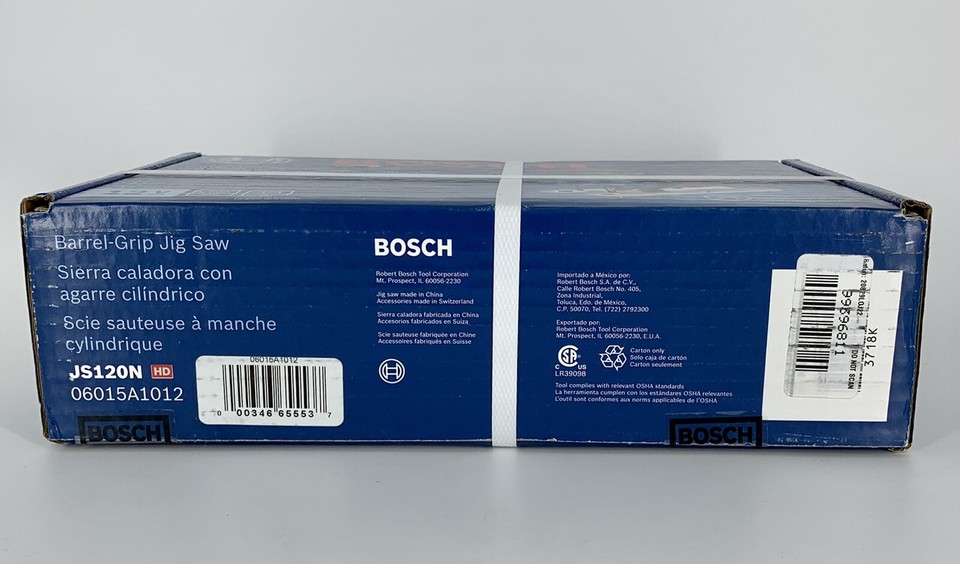 Barrel-Grip Jig Saw
Sierra caladora con
agarre cilíndrico
Scie sauteuse à manche
cylindrique
JS120N HD
06015A1012
06015A1012
0 00346 65553 7
BOSCH
Robert Bosch Tool Corporation
Mt. Prospect, IL 60056-2230
Jig saw made in China
Accessories made in Switzerland
Sierra caladora fabricada en China
Accesorios fabricados en Suiza
Scie sauteuse fabriquée en Chine
Accessoires fabriqués en Suisse
Importado a México por:
Robert Bosch S.A. de C.V.,
Calle Robert Bosch No. 405,
Zona Industrial,
Toluca, Edo. de México,
C.P. 50070, Tel. (722) 2792300
Exportado por:
Robert Bosch Tool Corporation
Mt. Prospect, IL 60056-2230, E.U.A.
C US
LR39098
Carton only
Solo caja de cartón
Carton seulement
Tool complies with relevant OSHA standards
La herramienta cumple con los estándares OSHA relevantes
L'outil sont conformes aux norms applicables de l'OSHA
DO NOT SCAN
3718K
BOSCH
BOSCH